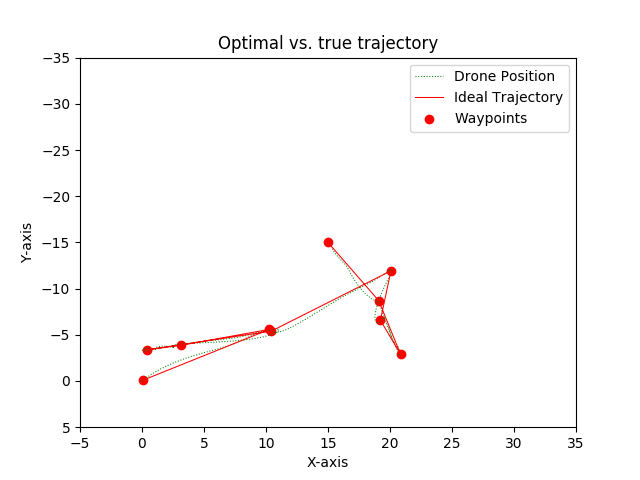 Optimal vs. true trajectory
Drone Position
Ideal Trajectory
Waypoints
Y-axis
−35
−30
−25
−20
−15
−10
−5
0
5
−5 0 5 10 15 20 25 30 35
X-axis